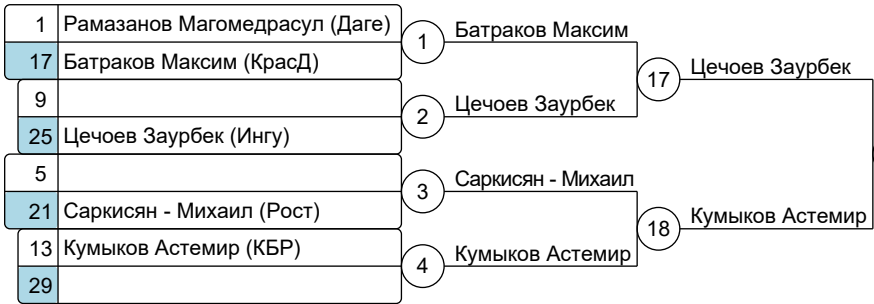 1 Рамазанов Магомедрасул (Даге)
17 Батраков Максим (КрасД)
1 Батраков Максим
9
25 Цечоев Заурбек (Ингу)
2 Цечоев Заурбек
17 Цечоев Заурбек
5
21 Саркисян - Михаил (Рост)
3 Саркисян - Михаил
13 Кумыков Астемир (КБР)
29
4 Кумыков Астемир
18 Кумыков Астемир